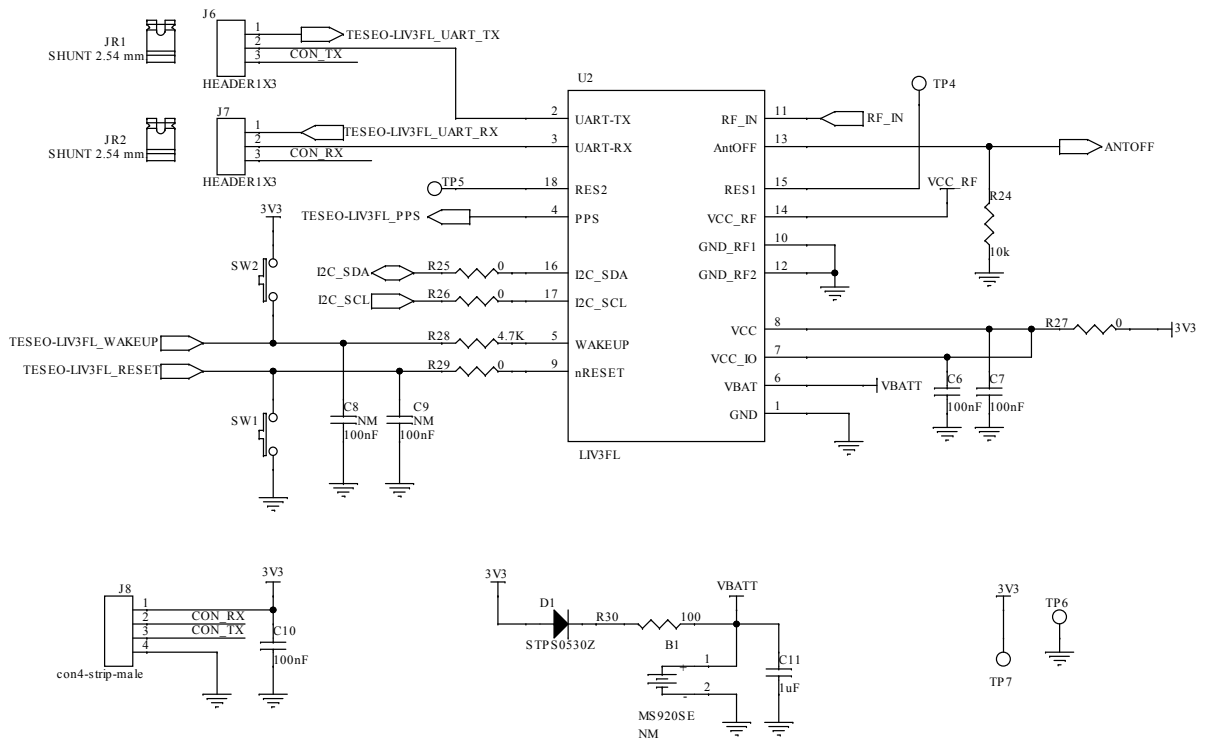 J6
JR1
SHUNT 2.54 mm
1
2
3
TESEO-LIV3FL_UART_TX
CON_TX
HEADER1X3
J7
JR2
SHUNT 2.54 mm
1
2
3
TESEO-LIV3FL_UART_RX
CON_RX
HEADER1X3
U2
2 UART-TX
3 UART-RX
TP5 18 RES2
TESEO-LIV3FL_PPS 4 PPS
I2C_SDA R25 0 16 I2C_SDA
I2C_SCL R26 0 17 I2C_SCL
TESEO-LIV3FL_WAKEUP R28 4.7K 5 WAKEUP
TESEO-LIV3FL_RESET R29 0 9 nRESET
3V3
SW2
SW1
C8
NM
100nF
C9
NM
100nF
LIV3FL
TP4
RF_IN 11 RF_IN
AntOFF 13 ANTOFF
RES1 15
VCC_RF 14 VCC_RF
R24
10k
GND_RF1 10
GND_RF2 12
VCC 8 R27 0 3V3
VCC_IO 7
VBAT 6 VBATT
GND 1
C6
100nF
C7
100nF
J8
1
2 CON_RX
3 CON_TX
4
con4-strip-male
3V3
C10
100nF
3V3
D1
STPS0530Z
R30 100
VBATT
B1
1
+
2
-
MS920SE
NM
C11
1uF
3V3
TP7
TP6